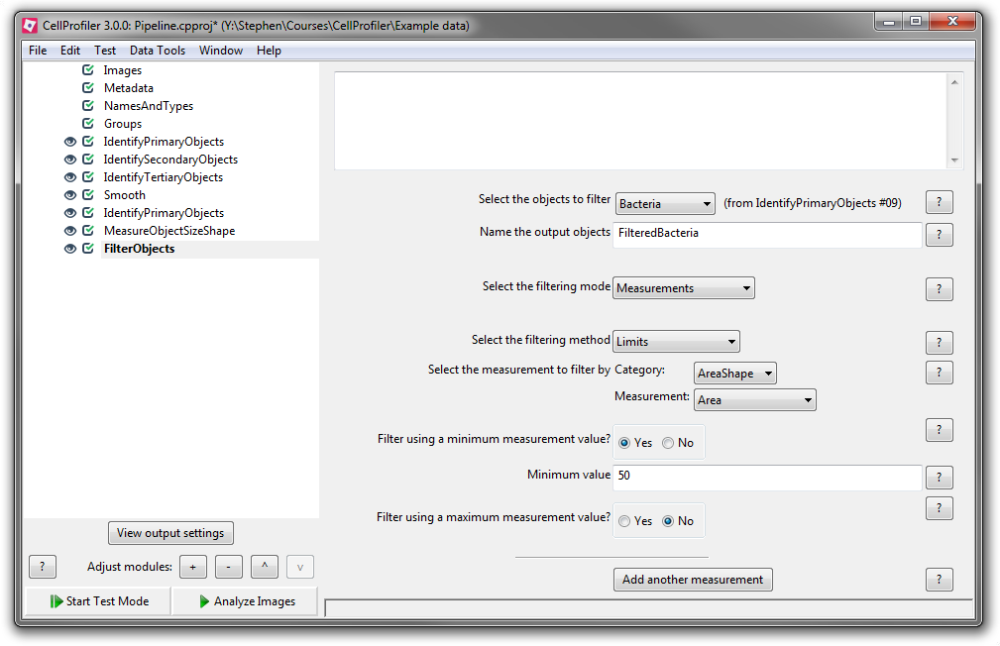 CellProfiler 3.0.0: Pipeline.cpproj* (Y:\Stephen\Courses\CellProfiler\Example data)
File Edit Test Data Tools Window Help
Images
Metadata
NamesAndTypes
Groups
IdentifyPrimaryObjects
IdentifySecondaryObjects
IdentifyTertiaryObjects
Smooth
IdentifyPrimaryObjects
MeasureObjectSizeShape
FilterObjects
View output settings
? Adjust modules: + - ^ v
Start Test Mode Analyze Images
Select the objects to filter Bacteria (from IdentifyPrimaryObjects #09) ?
Name the output objects FilteredBacteria ?
Select the filtering mode Measurements ?
Select the filtering method Limits ?
Select the measurement to filter by Category: AreaShape ?
Measurement: Area
Filter using a minimum measurement value? Yes No ?
Minimum value 50 ?
Filter using a maximum measurement value? Yes No ?
Add another measurement ?